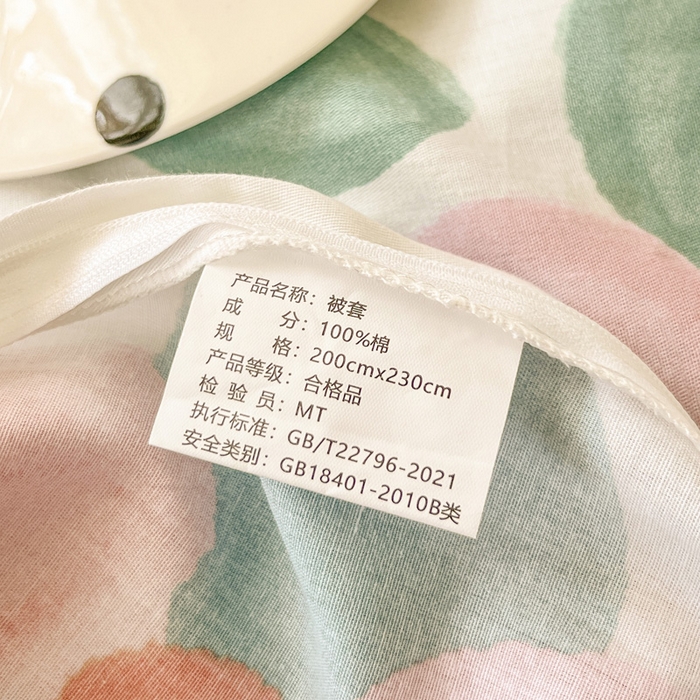 产品名称：被套
成 分：100%棉
规 格：200cmx230cm
产品等级：合格品
检 验 员：MT
执行标准：GB/T22796-2021
安全类别：GB18401-2010B类